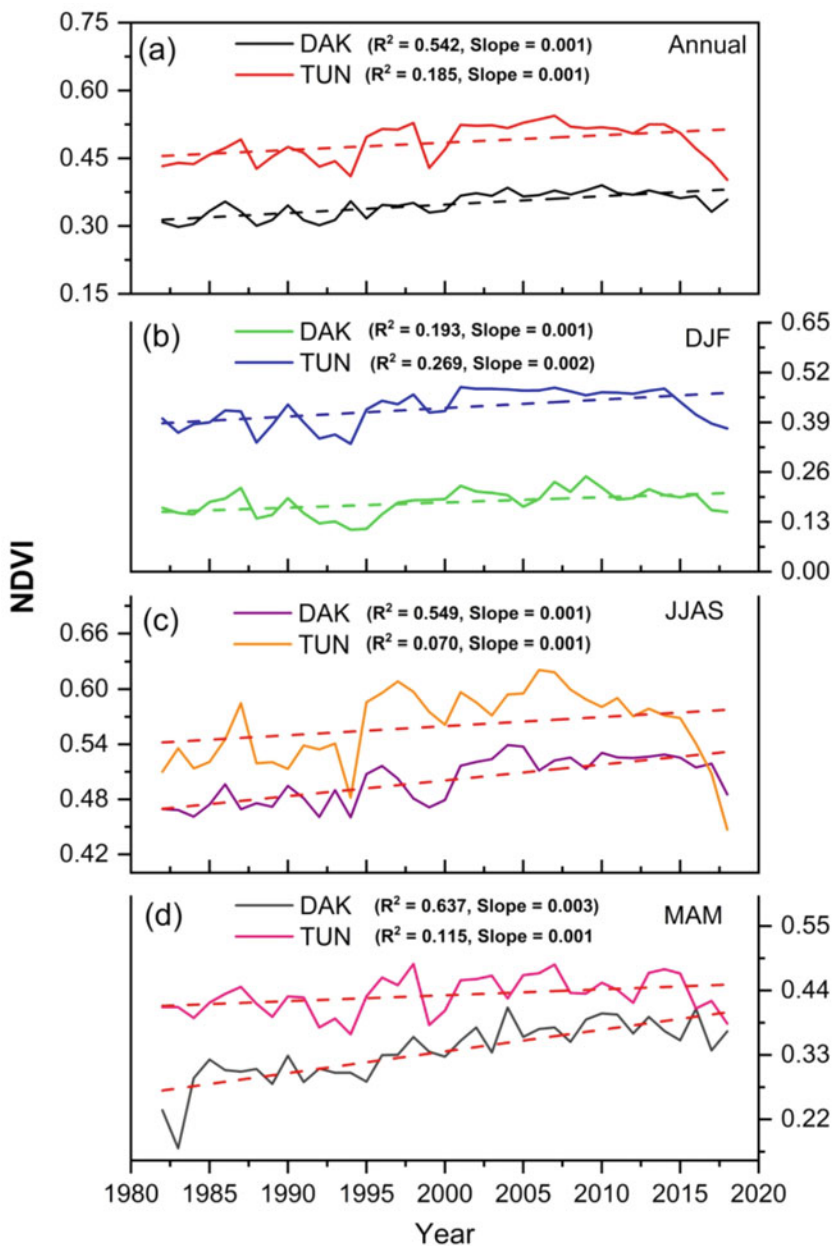 (a) DAK (R² = 0.542, Slope = 0.001) Annual
TUN (R² = 0.185, Slope = 0.001)
0.75
0.60
0.45
0.30
0.15
(b) DAK (R² = 0.193, Slope = 0.001) DJF
TUN (R² = 0.269, Slope = 0.002)
0.65
0.52
0.39
0.26
0.13
0.00
NDVI
(c) DAK (R² = 0.549, Slope = 0.001) JJAS
TUN (R² = 0.070, Slope = 0.001)
0.66
0.60
0.54
0.48
0.42
(d) DAK (R² = 0.637, Slope = 0.003) MAM
TUN (R² = 0.115, Slope = 0.001
0.55
0.44
0.33
0.22
1980 1985 1990 1995 2000 2005 2010 2015 2020
Year